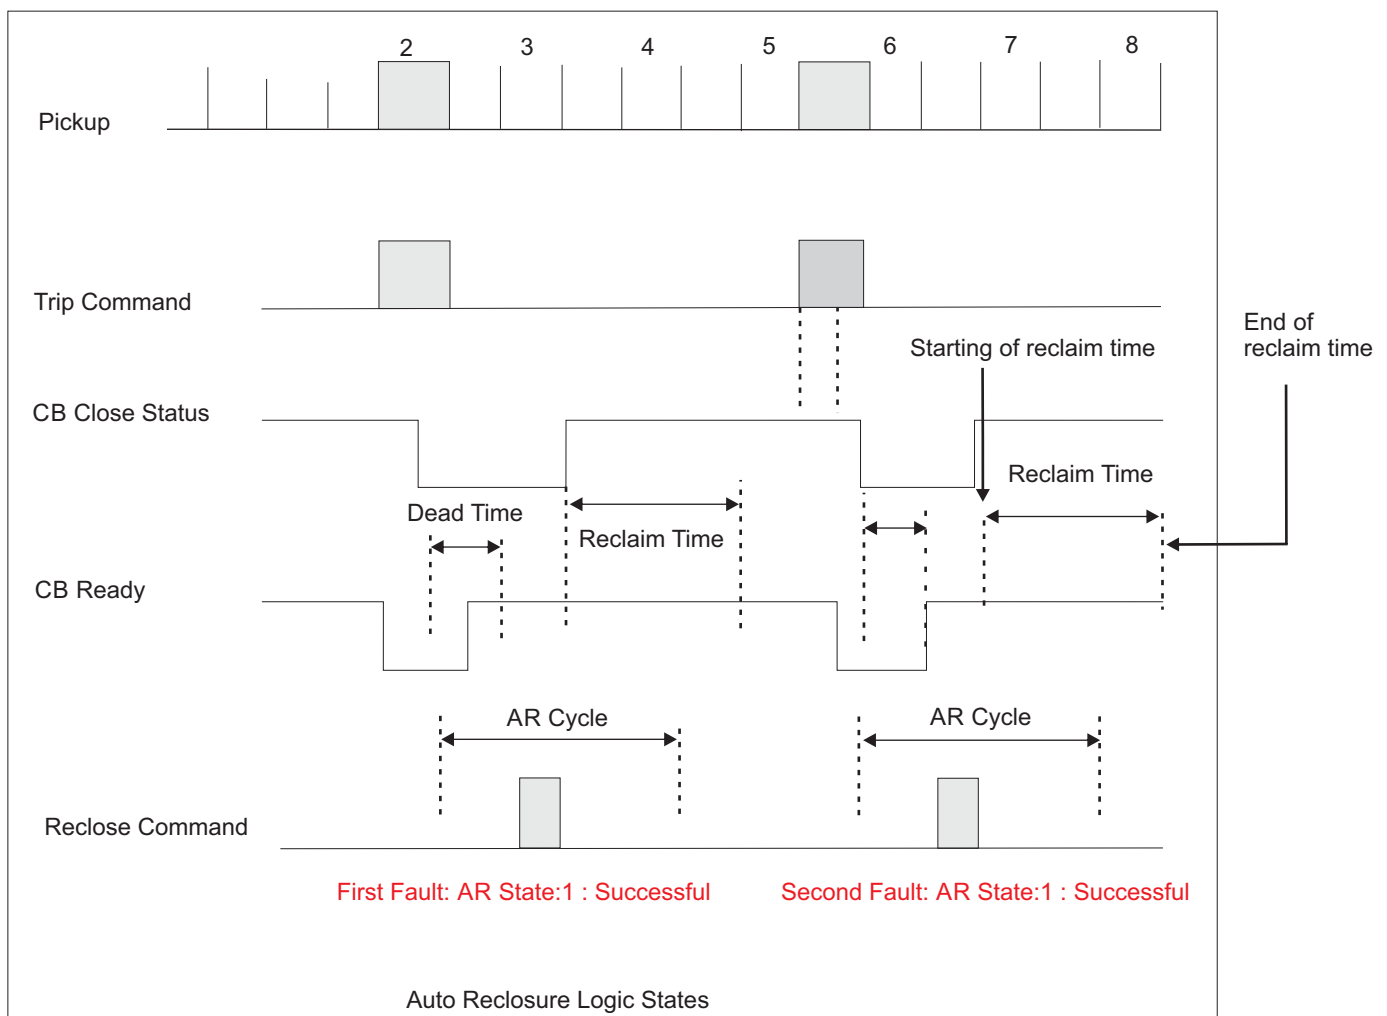 2 3 4 5 6 7 8
Pickup
Trip Command
Starting of reclaim time
End of
reclaim time
CB Close Status
Reclaim Time
Dead Time
Reclaim Time
CB Ready
AR Cycle AR Cycle
Reclose Command
First Fault: AR State:1 : Successful
Second Fault: AR State:1 : Successful
Auto Reclosure Logic States